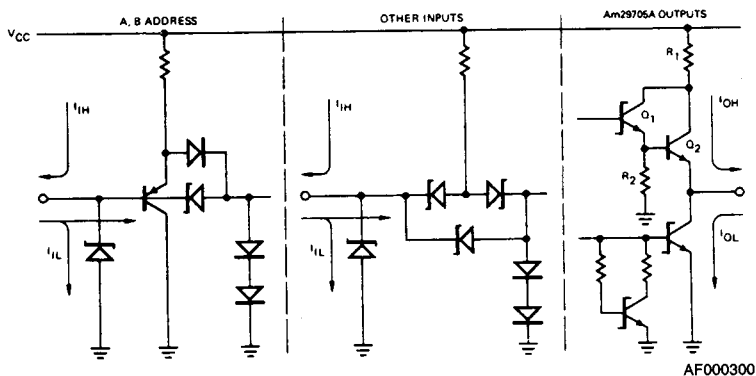 A, B ADDRESS
OTHER INPUTS
Am29705A OUTPUTS
VCC
R1
IIH
IIH
IOH
Q1
Q2
R2
IIL
IIL
IOL
AF000300